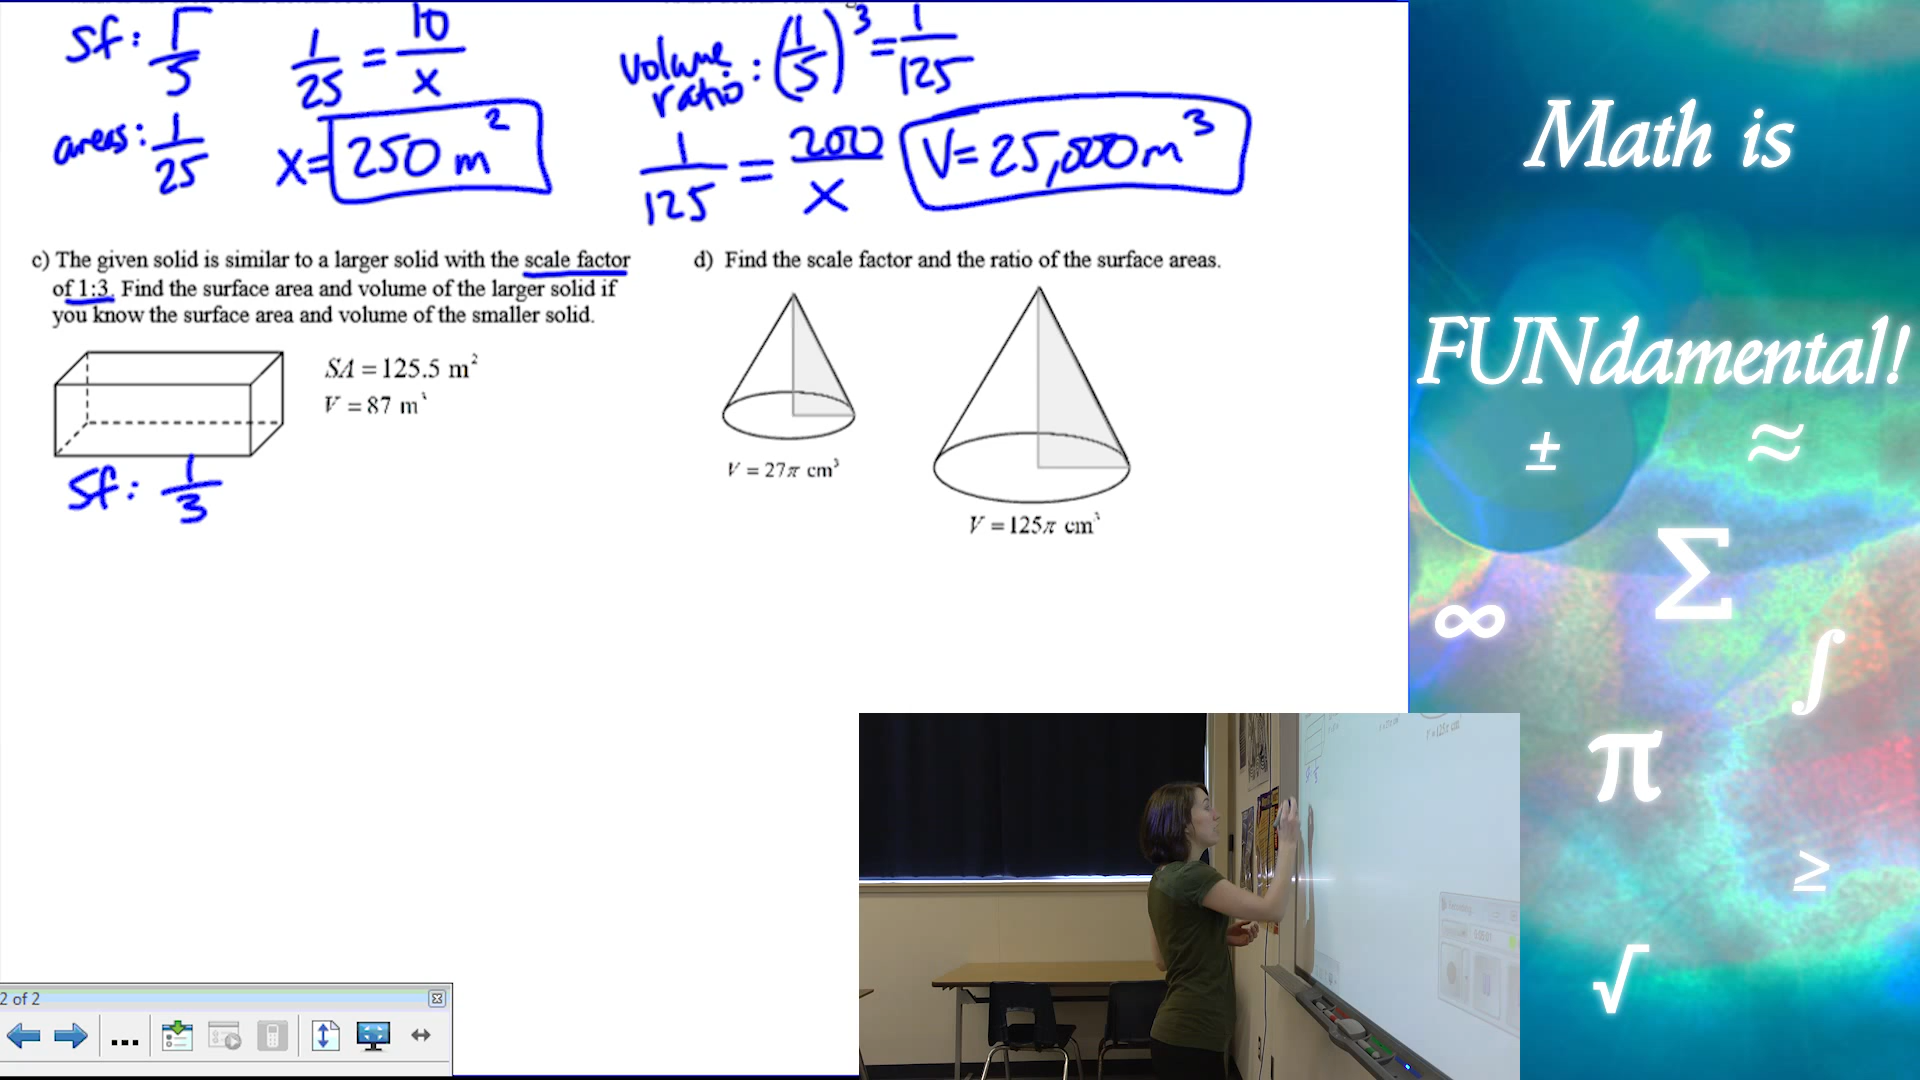 sf: 1/5
1/25 = 10/x
volume ratio: (1/5)³ = 1/125
areas: 1/25
x = 250 m²
1/125 = 200/x
V = 25,000 m³
c) The given solid is similar to a larger solid with the scale factor
of 1:3. Find the surface area and volume of the larger solid if
you know the surface area and volume of the smaller solid.
SA = 125.5 m²
V = 87 m³
sf: 1/3
d) Find the scale factor and the ratio of the surface areas.
V = 27π cm³
V = 125π cm³
2 of 2
Math is
FUNdamental!
± ≈
Σ
∞
∫
π
≥
√